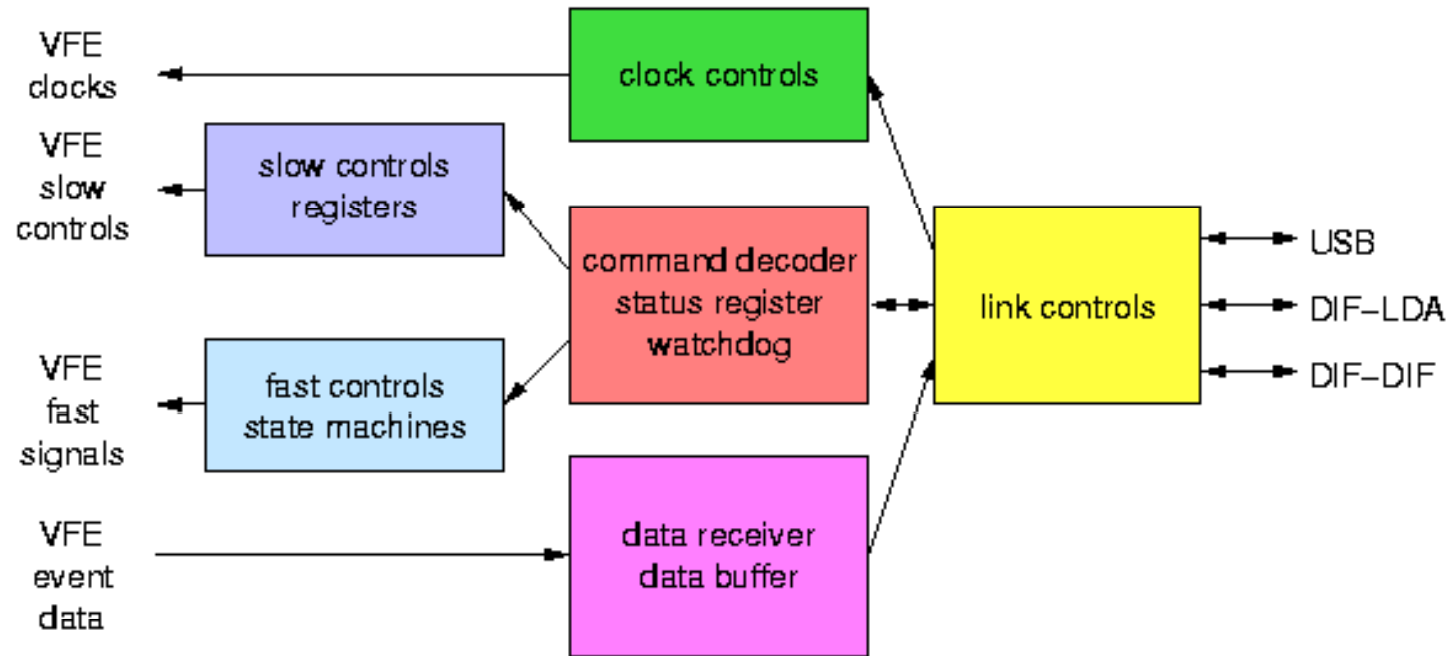 VFE
clocks
clock controls
VFE
slow
controls
slow controls
registers
command decoder
status register
watchdog
link controls
USB
DIF-LDA
DIF-DIF
VFE
fast
signals
fast controls
state machines
VFE
event
data
data receiver
data buffer